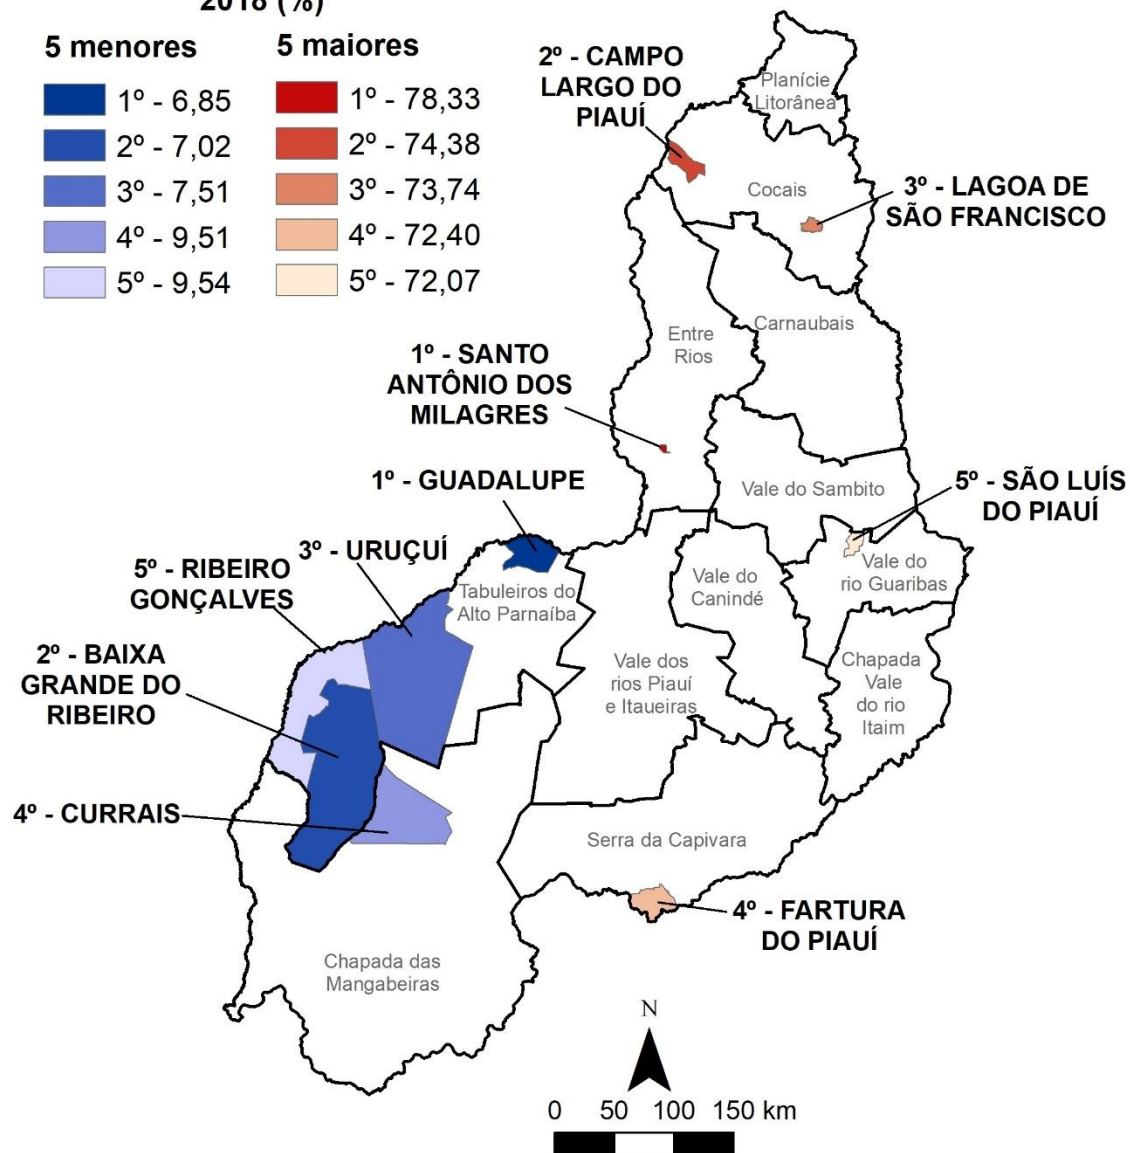 2018 (%)
5 menores
5 maiores
1º - 6,85
2º - 7,02
3º - 7,51
4º - 9,51
5º - 9,54
1º - 78,33
2º - 74,38
3º - 73,74
4º - 72,40
5º - 72,07
2º - CAMPO
LARGO DO
PIAUÍ
Planície
Litorânea
Cocais
3º - LAGOA DE
SÃO FRANCISCO
Entre
Rios
Carnaubais
1º - SANTO
ANTÔNIO DOS
MILAGRES
1º - GUADALUPE
Vale do Sambito
5º - SÃO LUÍS
DO PIAUÍ
3º - URUÇUÍ
5º - RIBEIRO
GONÇALVES
Tabuleiros do
Alto Parnaíba
Vale do
Canindé
Vale do
rio Guaribas
2º - BAIXA
GRANDE DO
RIBEIRO
Vale dos
rios Piauí
e Itaueiras
Chapada
Vale
do rio
Itaim
4º - CURRAIS
Serra da Capivara
4º - FARTURA
DO PIAUÍ
Chapada das
Mangabeiras
N
0 50 100 150 km